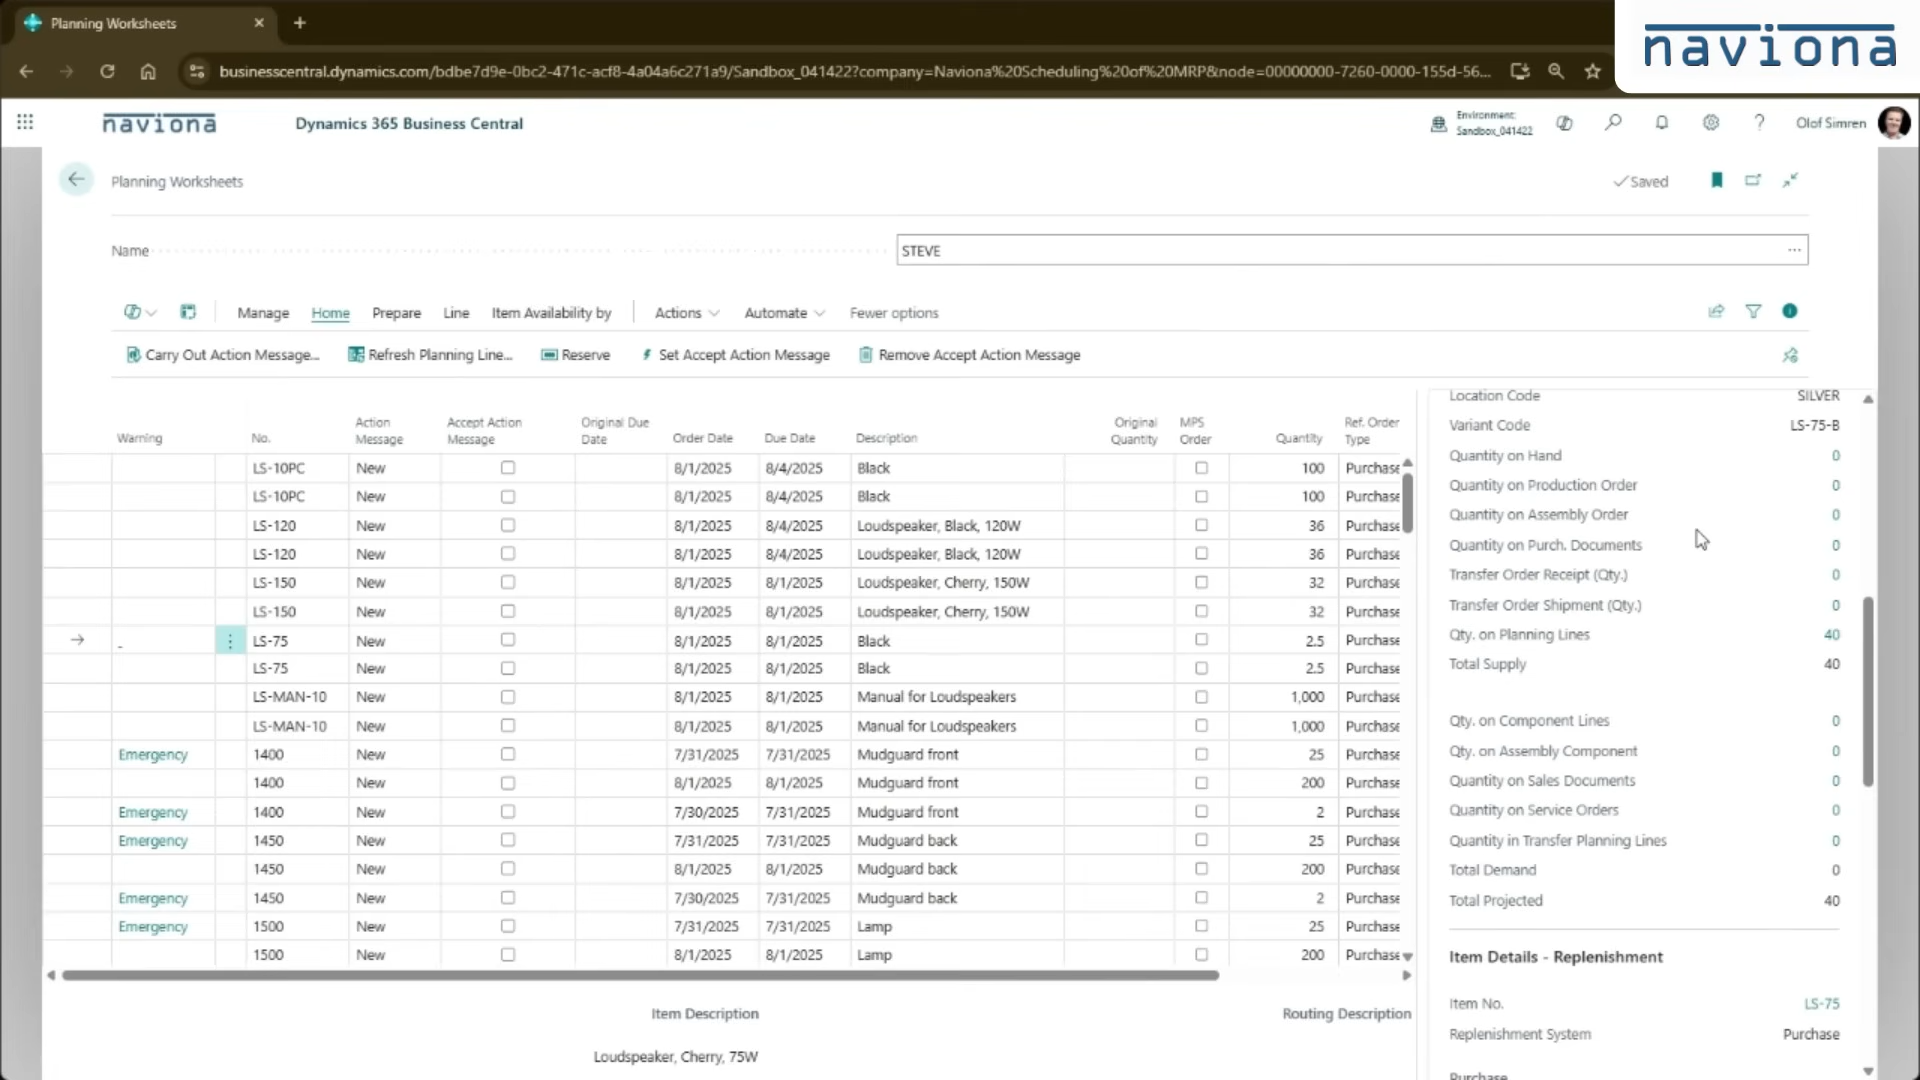 Planning Worksheets
naviona
businesscentral.dynamics.com/bdbe7d9e-0bc2-471c-acf8-4a04a6c271a9/Sandbox_041422?company=Naviona%20Scheduling%20of%20MRP&node=00000000-7260-0000-155d-56...
naviona
Dynamics 365 Business Central
Environment:
Sandbox_041422
Olof Simren
Planning Worksheets
Saved
Name
STEVE
Manage Home Prepare Line Item Availability by Actions Automate Fewer options
Carry Out Action Message... Refresh Planning Line... Reserve Set Accept Action Message Remove Accept Action Message
Warning No. Action Message Accept Action Message Original Due Date Order Date Due Date Description Original Quantity MPS Order Quantity Ref. Order Type
LS-10PC New 8/1/2025 8/4/2025 Black 100 Purchase
LS-10PC New 8/1/2025 8/4/2025 Black 100 Purchase
LS-120 New 8/1/2025 8/4/2025 Loudspeaker, Black, 120W 36 Purchase
LS-120 New 8/1/2025 8/4/2025 Loudspeaker, Black, 120W 36 Purchase
LS-150 New 8/1/2025 8/1/2025 Loudspeaker, Cherry, 150W 32 Purchase
LS-150 New 8/1/2025 8/1/2025 Loudspeaker, Cherry, 150W 32 Purchase
LS-75 New 8/1/2025 8/1/2025 Black 2.5 Purchase
LS-75 New 8/1/2025 8/1/2025 Black 2.5 Purchase
LS-MAN-10 New 8/1/2025 8/1/2025 Manual for Loudspeakers 1,000 Purchase
LS-MAN-10 New 8/1/2025 8/1/2025 Manual for Loudspeakers 1,000 Purchase
Emergency 1400 New 7/31/2025 7/31/2025 Mudguard front 25 Purchase
1400 New 8/1/2025 8/1/2025 Mudguard front 200 Purchase
Emergency 1400 New 7/30/2025 7/31/2025 Mudguard front 2 Purchase
Emergency 1450 New 7/31/2025 7/31/2025 Mudguard back 25 Purchase
1450 New 8/1/2025 8/1/2025 Mudguard back 200 Purchase
Emergency 1450 New 7/30/2025 7/31/2025 Mudguard back 2 Purchase
Emergency 1500 New 7/31/2025 7/31/2025 Lamp 25 Purchase
1500 New 8/1/2025 8/1/2025 Lamp 200 Purchase
Item Description Routing Description
Loudspeaker, Cherry, 75W
Location Code SILVER
Variant Code LS-75-B
Quantity on Hand 0
Quantity on Production Order 0
Quantity on Assembly Order 0
Quantity on Purch. Documents 0
Transfer Order Receipt (Qty.) 0
Transfer Order Shipment (Qty.) 0
Qty. on Planning Lines 40
Total Supply 40
Qty. on Component Lines 0
Qty. on Assembly Component 0
Quantity on Sales Documents 0
Quantity on Service Orders 0
Quantity in Transfer Planning Lines 0
Total Demand 0
Total Projected 40
Item Details - Replenishment
Item No. LS-75
Replenishment System Purchase
Purchase